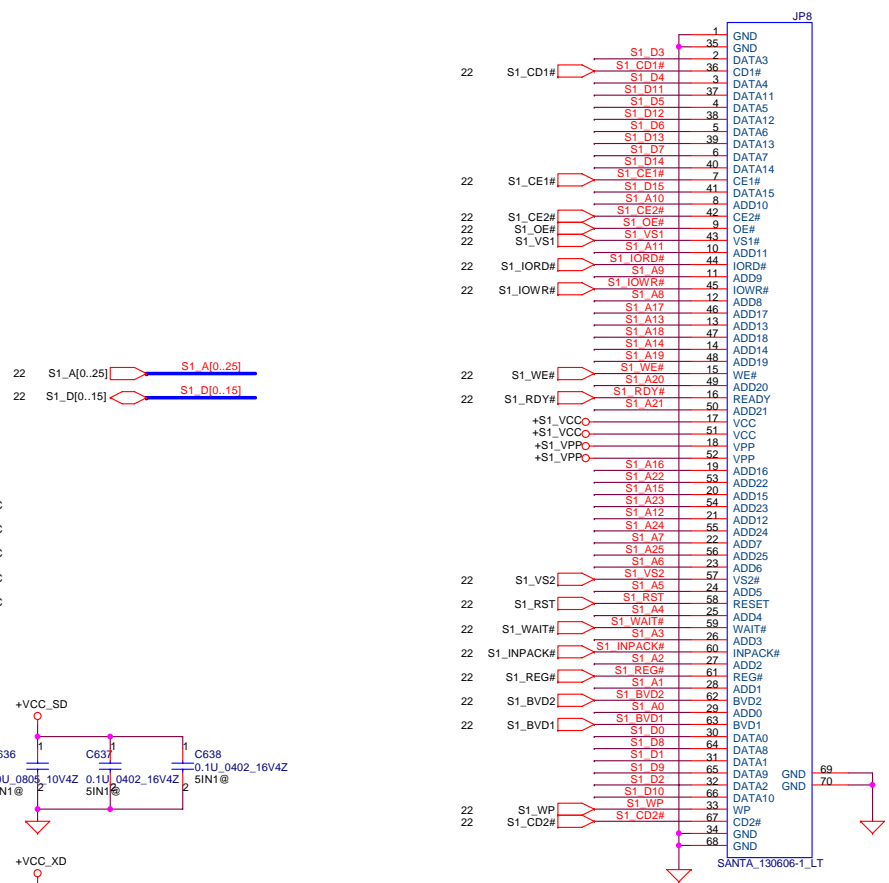 JP8
1 GND
35 GND
S1_D3 2 DATA3
22 S1_CD1# S1_CD1# 36 CD1#
S1_D4 3 DATA4
S1_D11 37 DATA11
S1_D5 4 DATA5
S1_D12 38 DATA12
S1_D6 5 DATA6
S1_D13 39 DATA13
S1_D7 6 DATA7
S1_D14 40 DATA14
22 S1_CE1# S1_CE1# 7 CE1#
S1_D15 41 DATA15
S1_A10 8 ADD10
22 S1_CE2# S1_CE2# 42 CE2#
22 S1_OE# S1_OE# 9 OE#
22 S1_VS1 S1_VS1 43 VS1#
S1_A11 10 ADD11
22 S1_IORD# S1_IORD# 44 IORD#
S1_A9 11 ADD9
22 S1_IOWR# S1_IOWR# 45 IOWR#
S1_A8 12 ADD8
S1_A17 46 ADD17
S1_A13 13 ADD13
S1_A18 47 ADD18
S1_A14 14 ADD14
S1_A19 48 ADD19
22 S1_A[0..25] S1_A[0..25]
22 S1_WE# S1_WE# 15 WE#
S1_A20 49 ADD20
22 S1_D[0..15] S1_D[0..15]
22 S1_RDY# S1_RDY# 16 READY
S1_A21 50 ADD21
+S1_VCC 17 VCC
+S1_VCC 51 VCC
+S1_VPP 18 VPP
+S1_VPP 52 VPP
S1_A16 19 ADD16
S1_A22 53 ADD22
S1_A15 20 ADD15
S1_A23 54 ADD23
S1_A12 21 ADD12
S1_A24 55 ADD24
S1_A7 22 ADD7
S1_A25 56 ADD25
S1_A6 23 ADD6
22 S1_VS2 S1_VS2 57 VS2#
S1_A5 24 ADD5
22 S1_RST S1_RST 58 RESET
S1_A4 25 ADD4
22 S1_WAIT# S1_WAIT# 59 WAIT#
S1_A3 26 ADD3
22 S1_INPACK# S1_INPACK# 60 INPACK#
S1_A2 27 ADD2
22 S1_REG# S1_REG# 61 REG#
S1_A1 28 ADD1
22 S1_BVD2 S1_BVD2 62 BVD2
S1_A0 29 ADD0
22 S1_BVD1 S1_BVD1 63 BVD1
S1_D0 30 DATA0
S1_D8 64 DATA8
S1_D1 31 DATA1
S1_D9 65 DATA9 GND 69
S1_D2 32 DATA2 GND 70
S1_D10 66 DATA10
22 S1_WP S1_WP 33 WP
22 S1_CD2# S1_CD2# 67 CD2#
34 GND
68 GND
SANTA_130606-1_LT
+VCC_SD
1 1 1
636 C637 C638
0U_0805_10V4Z 0.1U_0402_16V4Z 0.1U_0402_16V4Z
IN1@ 5IN1@ 5IN1@
2 2 2
+VCC_XD